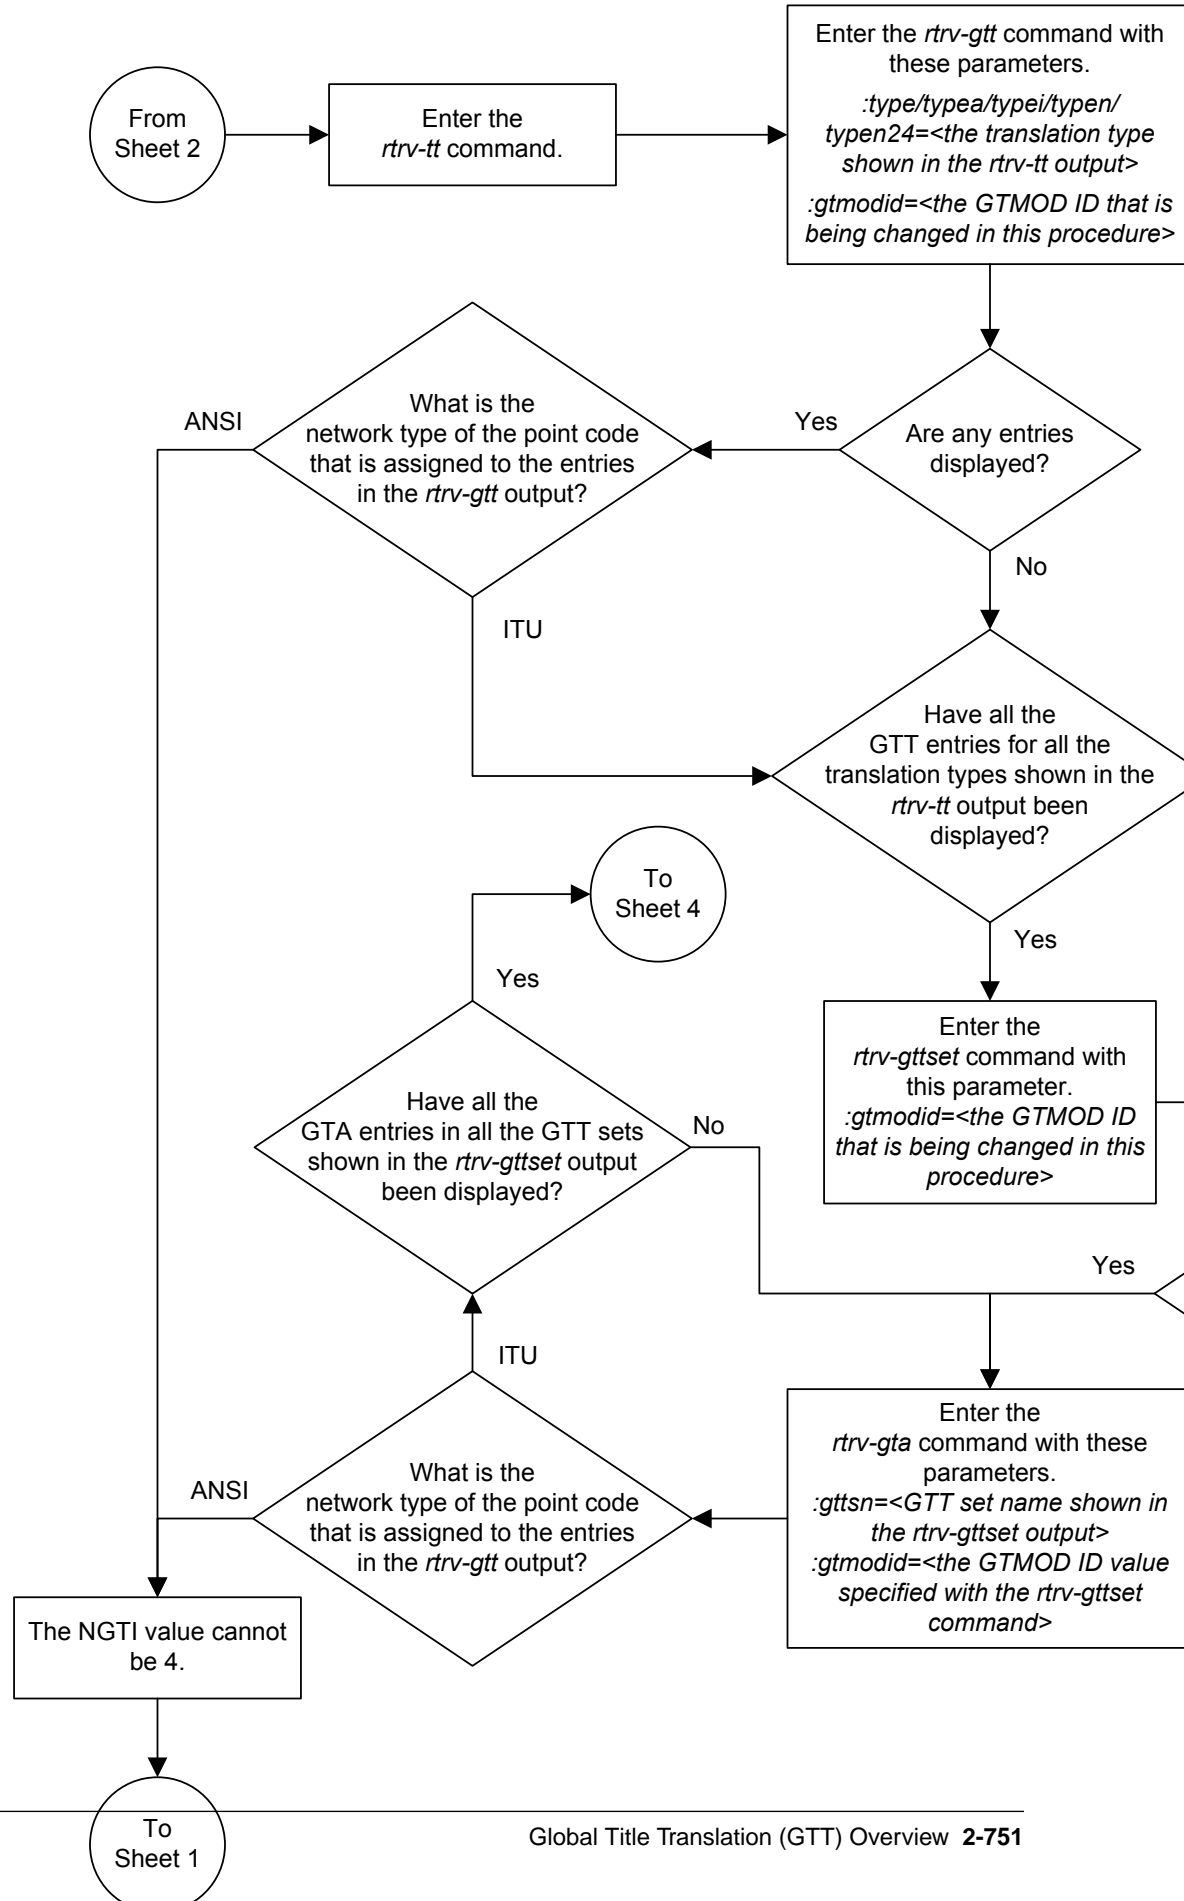 From
Sheet 2
Enter the
rtrv-tt command.
Enter the rtrv-gtt command with
these parameters.
:type/typea/typei/typen/
typen24=<the translation type
shown in the rtrv-tt output>
:gtmodid=<the GTMOD ID that is
being changed in this procedure>
ANSI
What is the
network type of the point code
that is assigned to the entries
in the rtrv-gtt output?
Yes
Are any entries
displayed?
No
ITU
Have all the
GTT entries for all the
translation types shown in the
rtrv-tt output been
displayed?
To
Sheet 4
Yes
Yes
Enter the
rtrv-gttset command with
this parameter.
:gtmodid=<the GTMOD ID
that is being changed in this
procedure>
Have all the
GTA entries in all the GTT sets
shown in the rtrv-gttset output
been displayed?
No
Yes
ITU
Enter the
rtrv-gta command with these
parameters.
:gttsn=<GTT set name shown in
the rtrv-gttset output>
:gtmodid=<the GTMOD ID value
specified with the rtrv-gttset
command>
ANSI
What is the
network type of the point code
that is assigned to the entries
in the rtrv-gtt output?
The NGTI value cannot
be 4.
To
Sheet 1
Global Title Translation (GTT) Overview 2-751